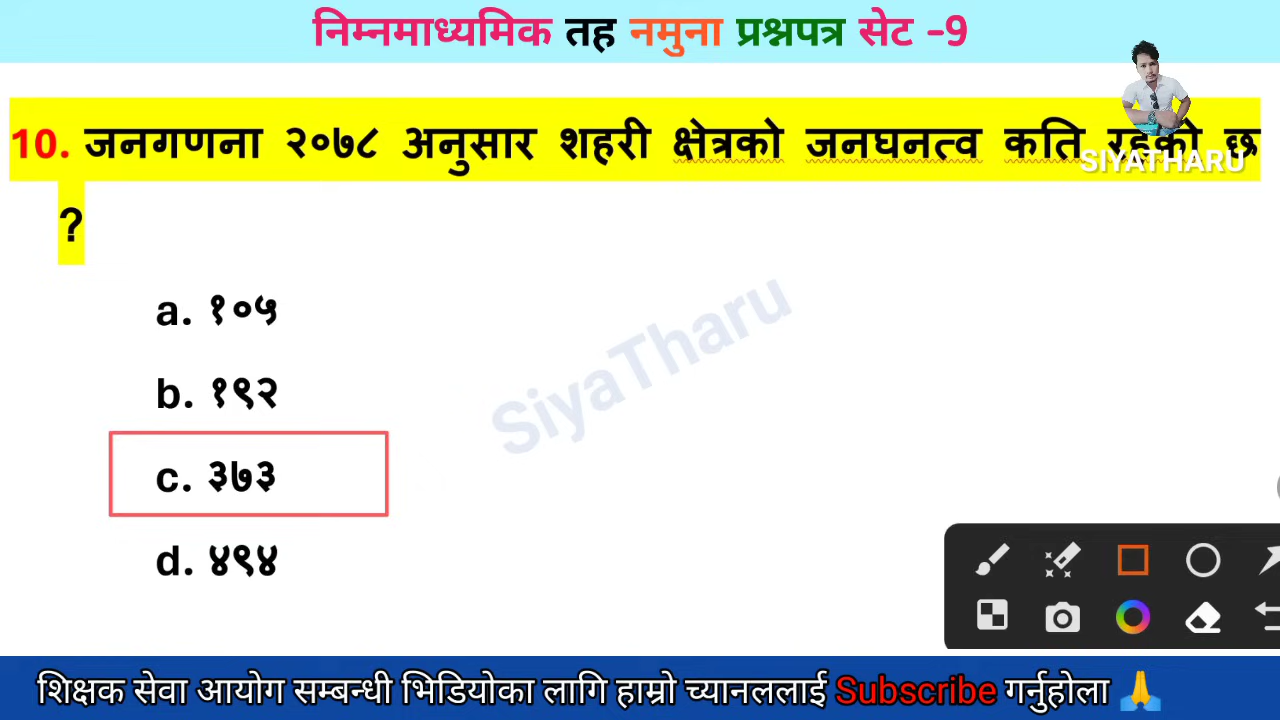 निम्नमाध्यमिक तह नमुना प्रश्नपत्र सेट -9
10. जनगणना २०७८ अनुसार शहरी क्षेत्रको जनघनत्व कति रहेको छ
SIYATHARU
?
a. १०५
b. १९२
SiyaTharu
c. ३७३
d. ४९४
शिक्षक सेवा आयोग सम्बन्धी भिडियोका लागि हाम्रो च्यानललाई Subscribe गर्नुहोला 🙏